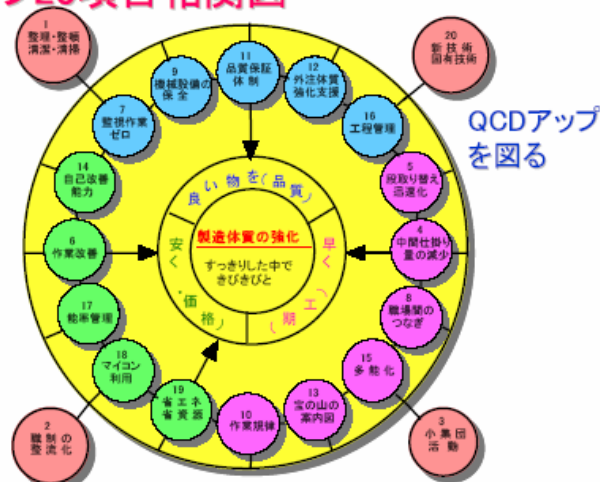 20項目相関図
1
整理・整頓
清潔・清掃
20
新技術
固有技術
11
品質保証
体制
9
機械設備の
保全
12
外注体質
強化支援
7
監視作業
ゼロ
16
工程管理
QCDアップ
を図る
14
自己改善
能力
5
段取り替え
迅速化
良い物を(品質)
6
作業改善
製造体質の強化
すっきりした中で
きびきびと
安く(価格)
早く(工期)
4
中間仕掛り
量の減少
17
能率管理
8
職場間の
つなぎ
18
マイコン
利用
15
多能化
19
省エネ
省資源
10
作業規律
13
宝の山の
案内図
2
職制の
整流化
3
小集団
活動